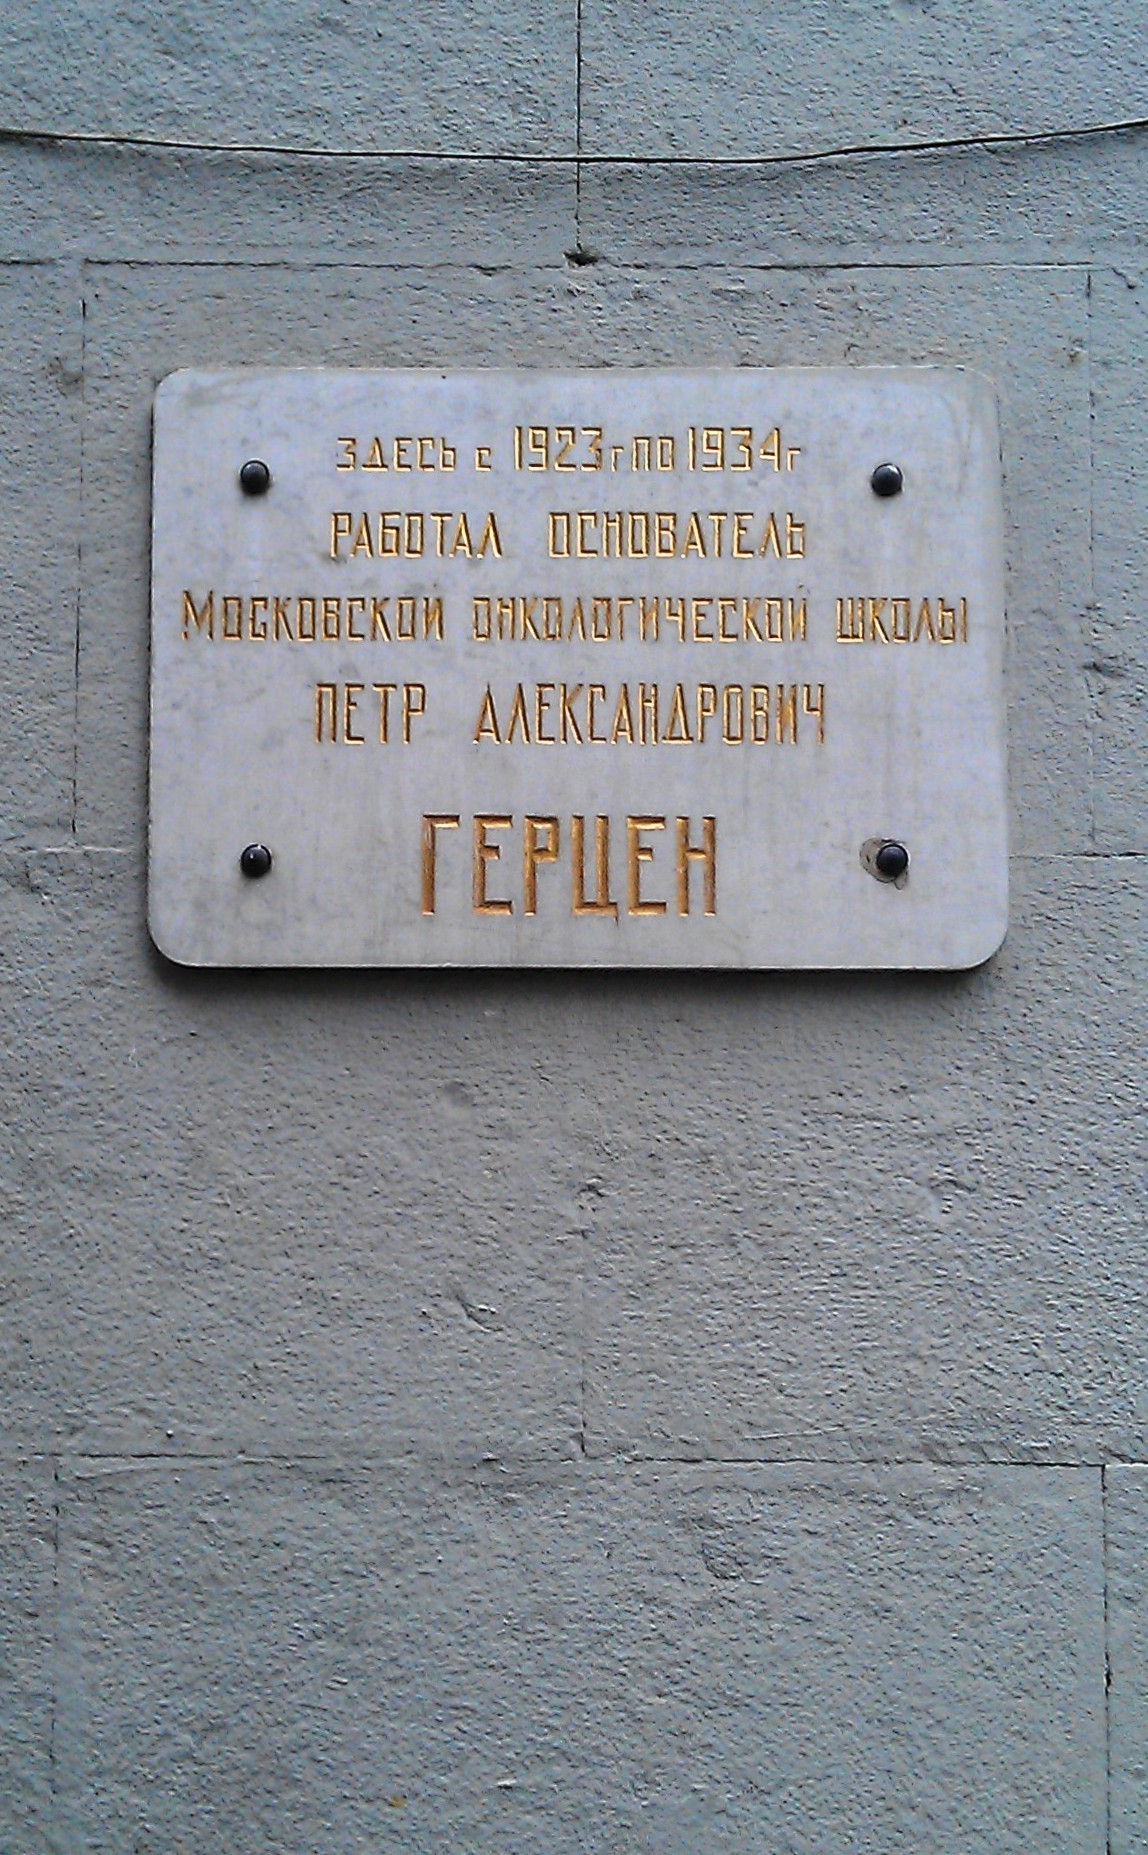 ЗДЕСЬ с 1923г ПО 1934г
РАБОТАЛ ОСНОВАТЕЛЬ
МОСКОВСКОЙ ОНКОЛОГИЧЕСКОЙ ШКОЛЫ
ПЕТР АЛЕКСАНДРОВИЧ
ГЕРЦЕН